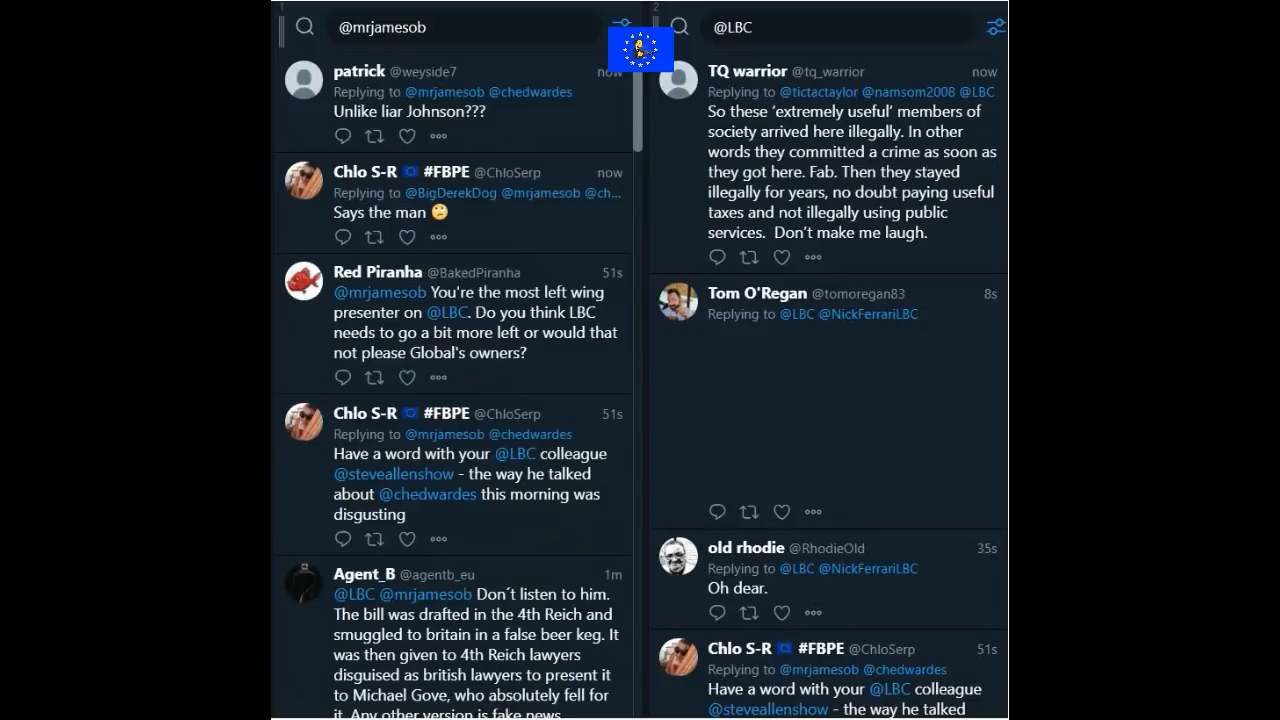 1
@mrjamesob
patrick @weyside7 now
Replying to @mrjamesob @chedwardes
Unlike liar Johnson???
Chlo S-R 🇪🇺 #FBPE @ChloSerp now
Replying to @BigDerekDog @mrjamesob @ch...
Says the man 🙄
Red Piranha @BakedPiranha 51s
@mrjamesob You're the most left wing
presenter on @LBC. Do you think LBC
needs to go a bit more left or would that
not please Global's owners?
Chlo S-R 🇪🇺 #FBPE @ChloSerp 51s
Replying to @mrjamesob @chedwardes
Have a word with your @LBC colleague
@steveallenshow - the way he talked
about @chedwardes this morning was
disgusting
Agent_B @agentb_eu 1m
@LBC @mrjamesob Don´t listen to him.
The bill was drafted in the 4th Reich and
smuggled to britain in a false beer keg. It
was then given to 4th Reich lawyers
disguised as british lawyers to present it
to Michael Gove, who absolutely fell for
it. Any other version is fake news
2
@LBC
TQ warrior @tq_warrior now
Replying to @tictactaylor @namsom2008 @LBC
So these ‘extremely useful‘ members of
society arrived here illegally. In other
words they committed a crime as soon as
they got here. Fab. Then they stayed
illegally for years, no doubt paying useful
taxes and not illegally using public
services.  Don’t make me laugh.
Tom O'Regan @tomoregan83 8s
Replying to @LBC @NickFerrariLBC
old rhodie @RhodieOld 35s
Replying to @LBC @NickFerrariLBC
Oh dear.
Chlo S-R 🇪🇺 #FBPE @ChloSerp 51s
Replying to @mrjamesob @chedwardes
Have a word with your @LBC colleague
@steveallenshow - the way he talked